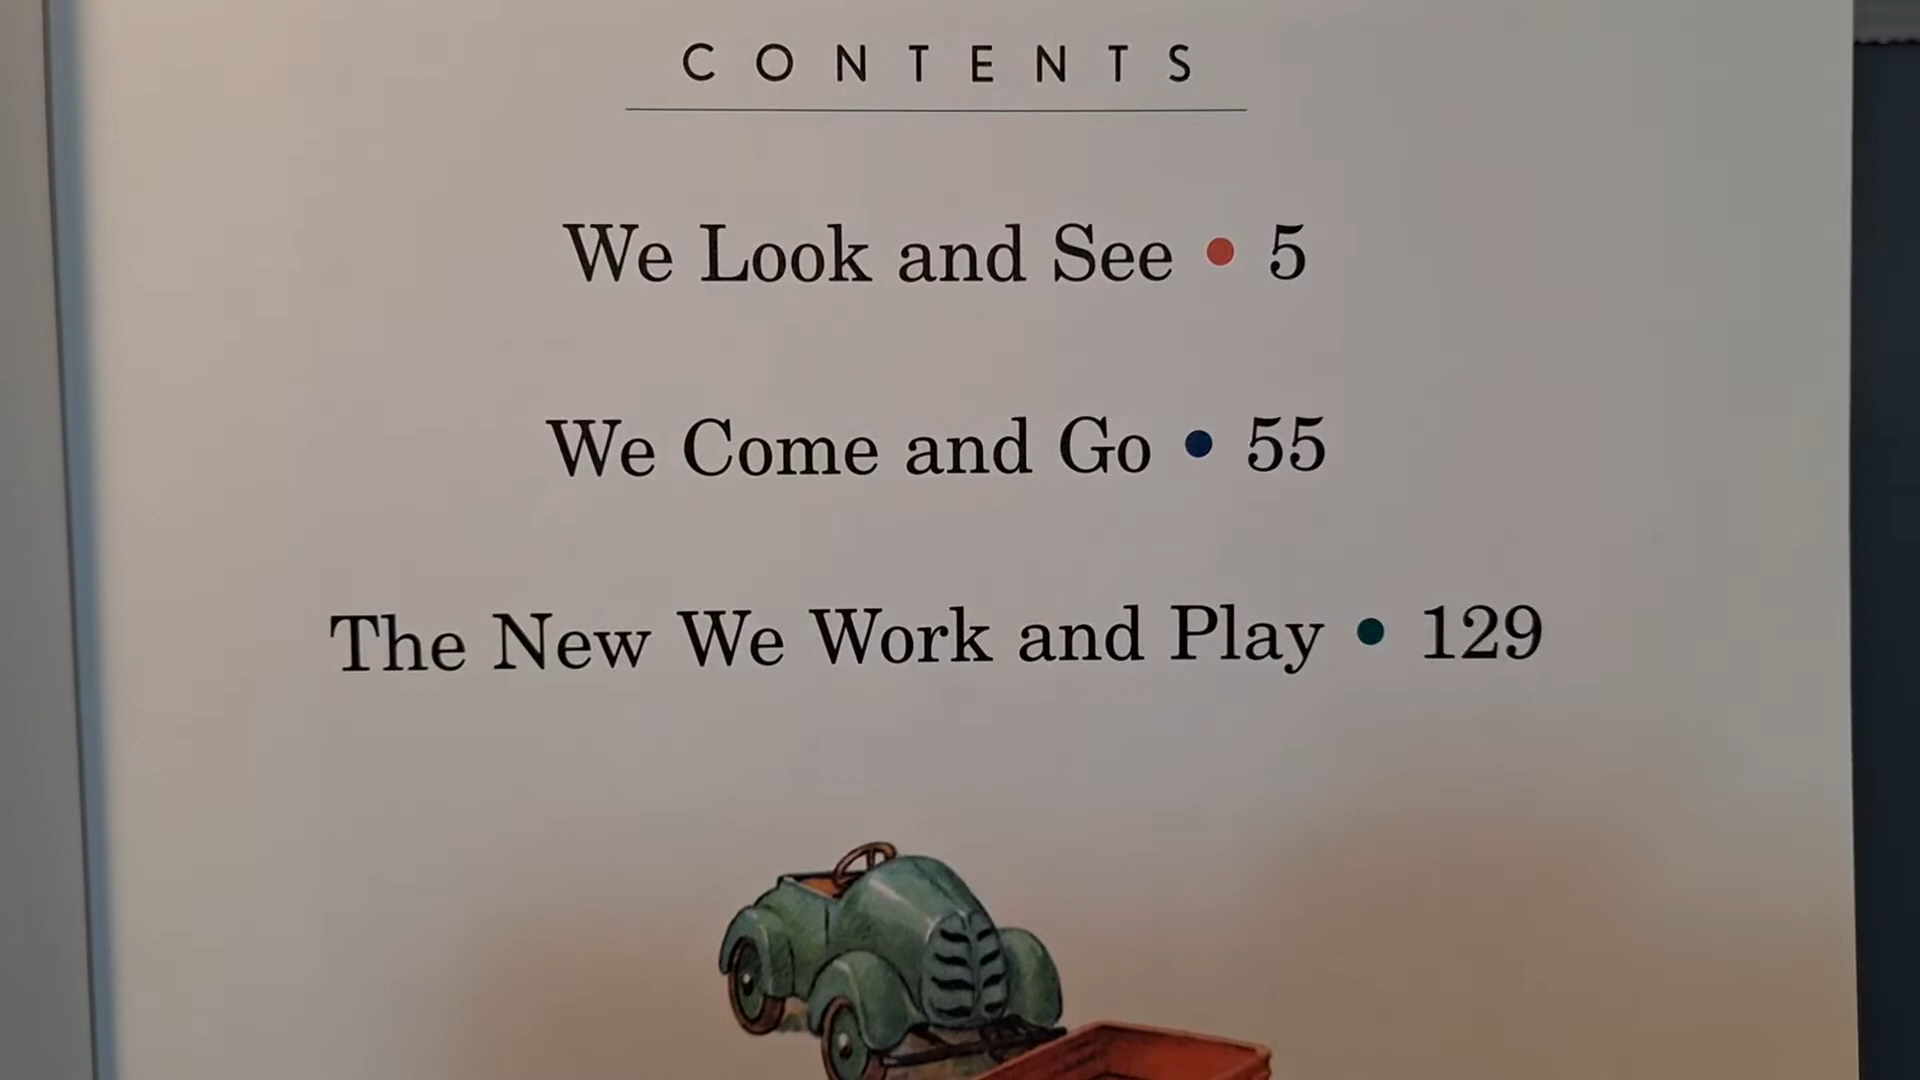 CONTENTS
We Look and See • 5
We Come and Go • 55
The New We Work and Play • 129